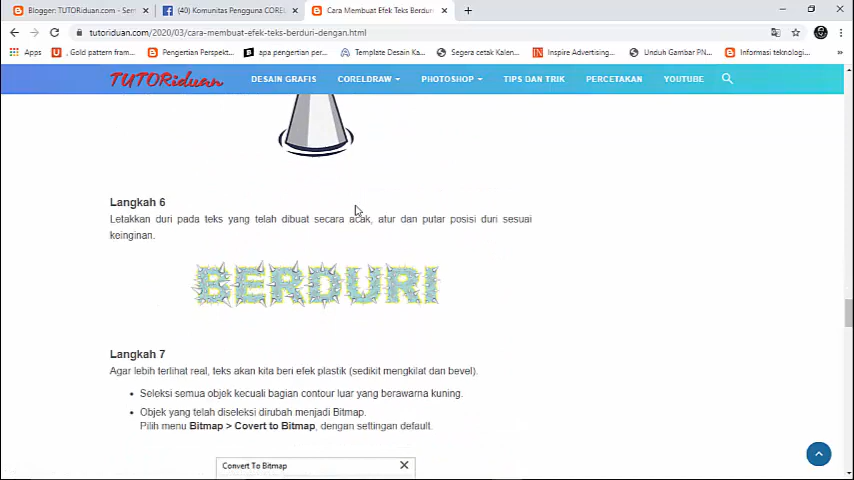 Blogger: TUTORiduan.com - Ser
(40) Komunitas Pengguna COREL
Cara Membuat Efek Teks Berduri
tutoriduan.com/2020/03/cara-membuat-efek-teks-berduri-dengan.html
Apps
, Gold pattern fram...
Pengertian Perspekt...
apa pengertian per...
Template Desain Ka...
Segera cetak Kalen...
Inspire Advertising...
Unduh Gambar PN...
Informasi teknologi...
TUTORiduan
DESAIN GRAFIS
CORELDRAW
PHOTOSHOP
TIPS DAN TRIK
PERCETAKAN
YOUTUBE
Langkah 6
Letakkan duri pada teks yang telah dibuat secara acak, atur dan putar posisi duri sesuai
keinginan.
BERDURI
Langkah 7
Agar lebih terlihat real, teks akan kita beri efek plastik (sedikit mengkilat dan bevel).
• Seleksi semua objek kecuali bagian contour luar yang berawarna kuning.
• Objek yang telah diseleksi dirubah menjadi Bitmap.
Pilih menu Bitmap > Covert to Bitmap, dengan settingan default.
Convert To Bitmap